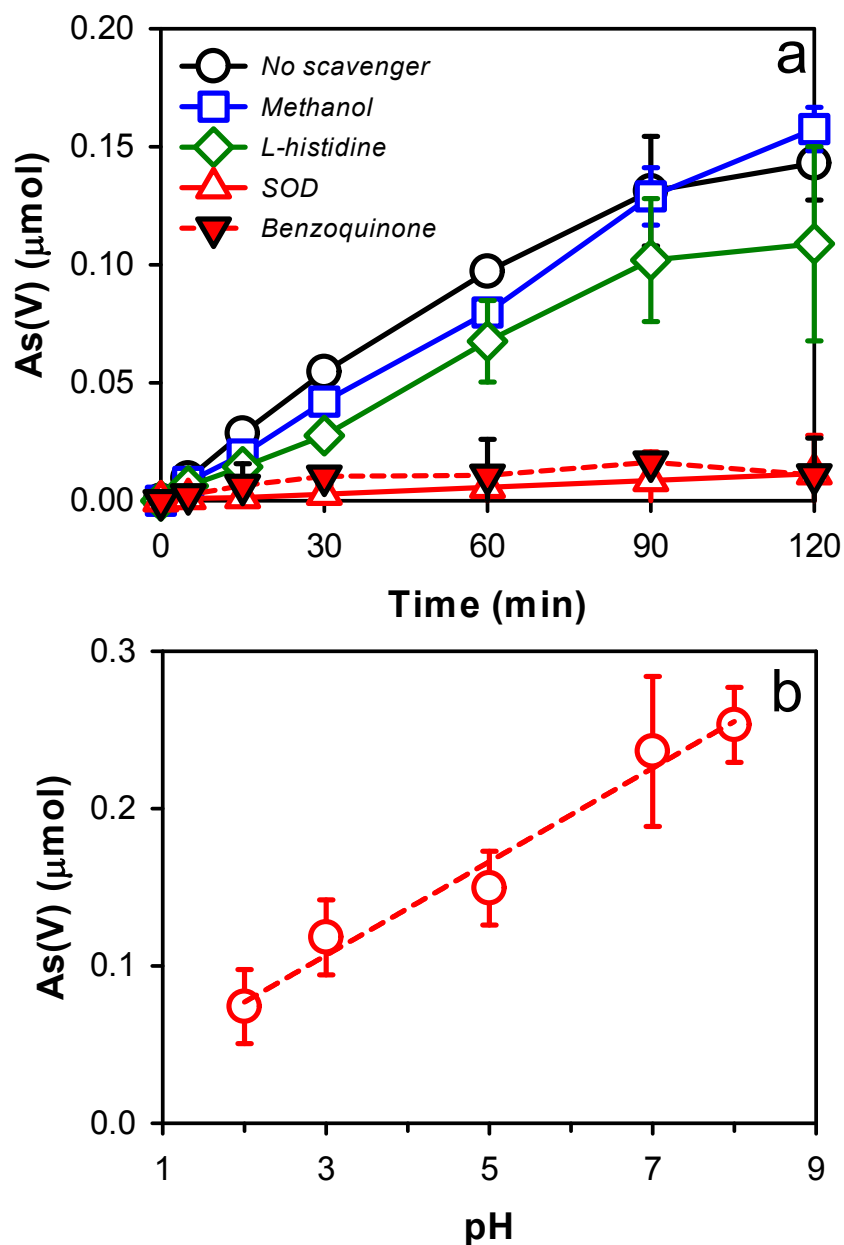 a
No scavenger
Methanol
L-histidine
SOD
Benzoquinone
0.20
0.15
0.10
0.05
0.00
As(V) (μmol)
0 30 60 90 120
Time (min)
b
0.3
0.2
0.1
0.0
As(V) (μmol)
1 3 5 7 9
pH